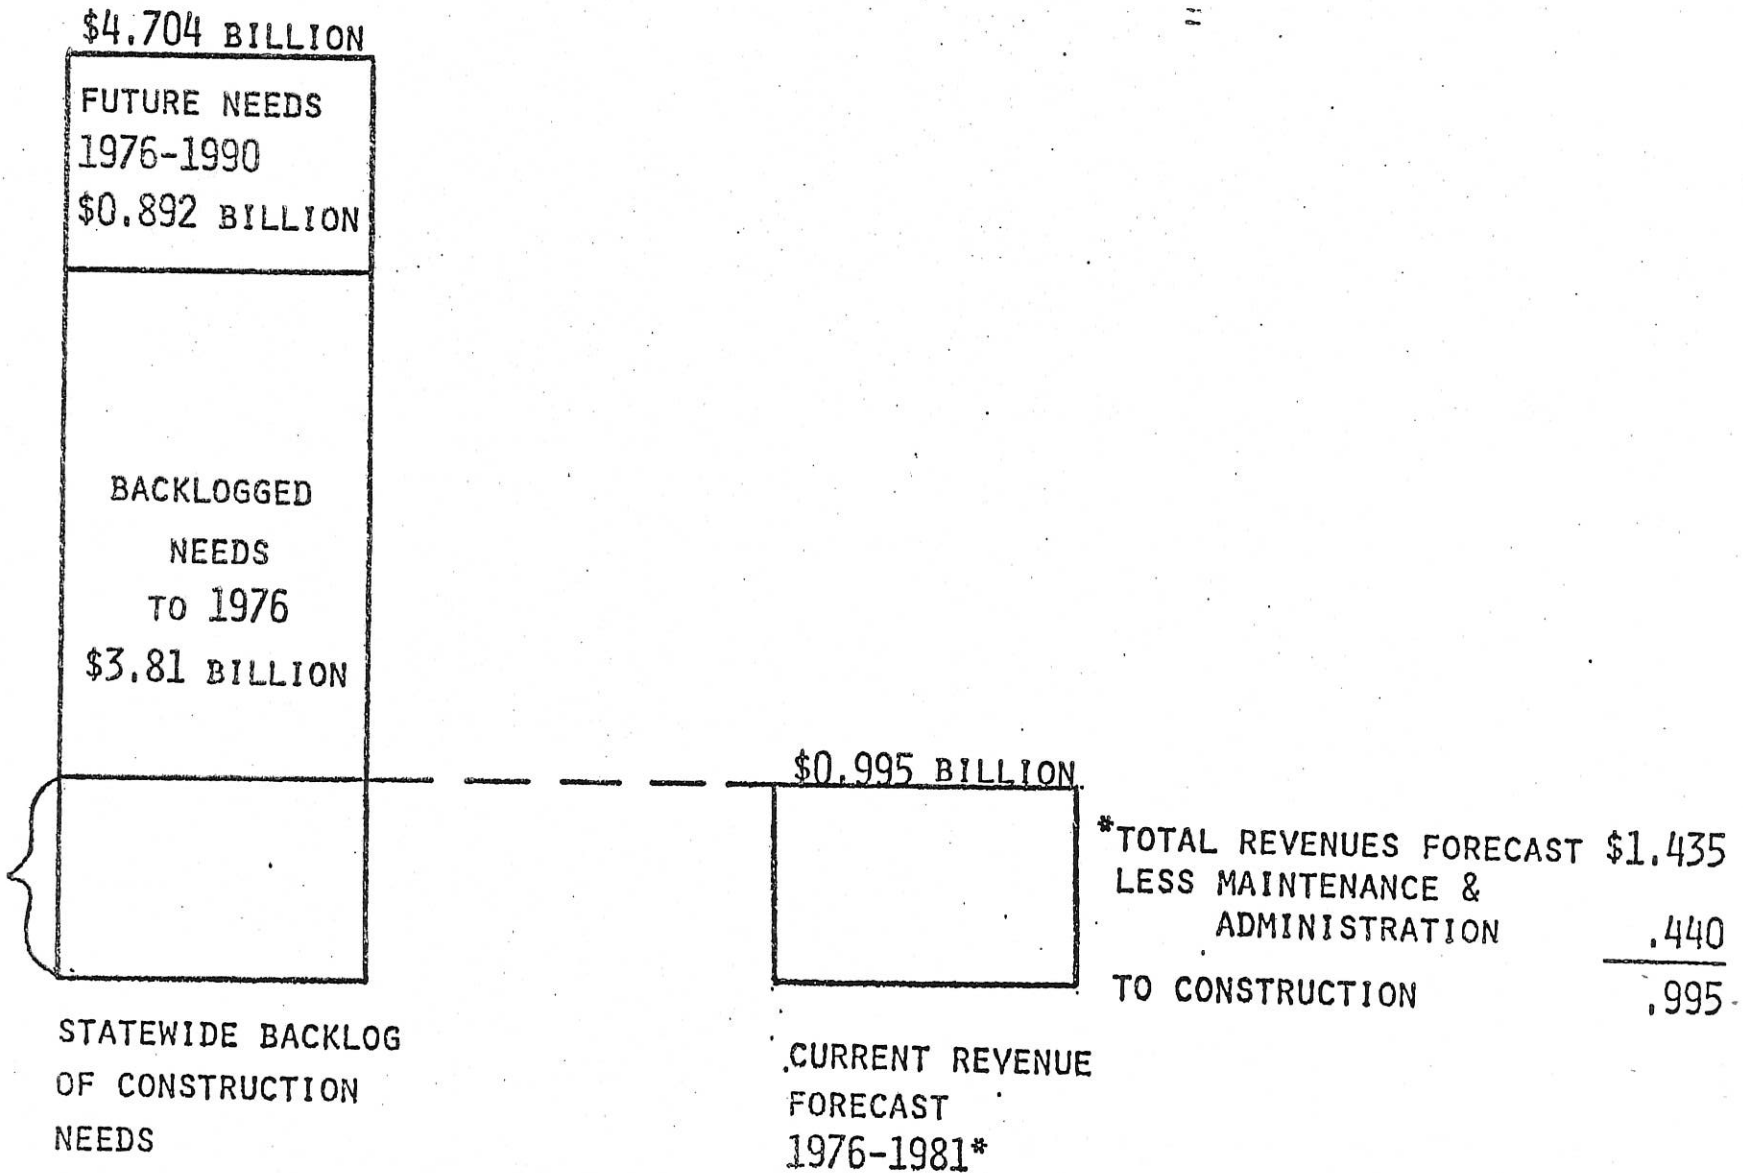 $4.704 BILLION
FUTURE NEEDS
1976-1990
$0.892 BILLION
BACKLOGGED
NEEDS
TO 1976
$3.81 BILLION
STATEWIDE BACKLOG
OF CONSTRUCTION
NEEDS
$0.995 BILLION
CURRENT REVENUE
FORECAST
1976-1981*
*TOTAL REVENUES FORECAST $1.435
LESS MAINTENANCE &
ADMINISTRATION .440
TO CONSTRUCTION .995